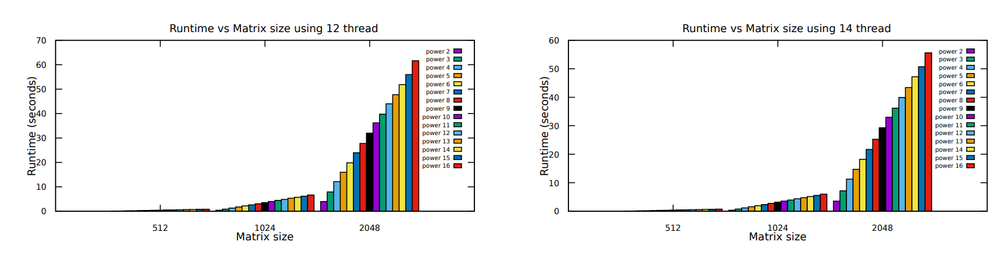 Runtime vs Matrix size using 12 thread
Runtime (seconds)
70
60
50
40
30
20
10
0
512
1024
2048
Matrix size
power 2
power 3
power 4
power 5
power 6
power 7
power 8
power 9
power 10
power 11
power 12
power 13
power 14
power 15
power 16
Runtime vs Matrix size using 14 thread
Runtime (seconds)
60
50
40
30
20
10
0
512
1024
2048
Matrix size
power 2
power 3
power 4
power 5
power 6
power 7
power 8
power 9
power 10
power 11
power 12
power 13
power 14
power 15
power 16